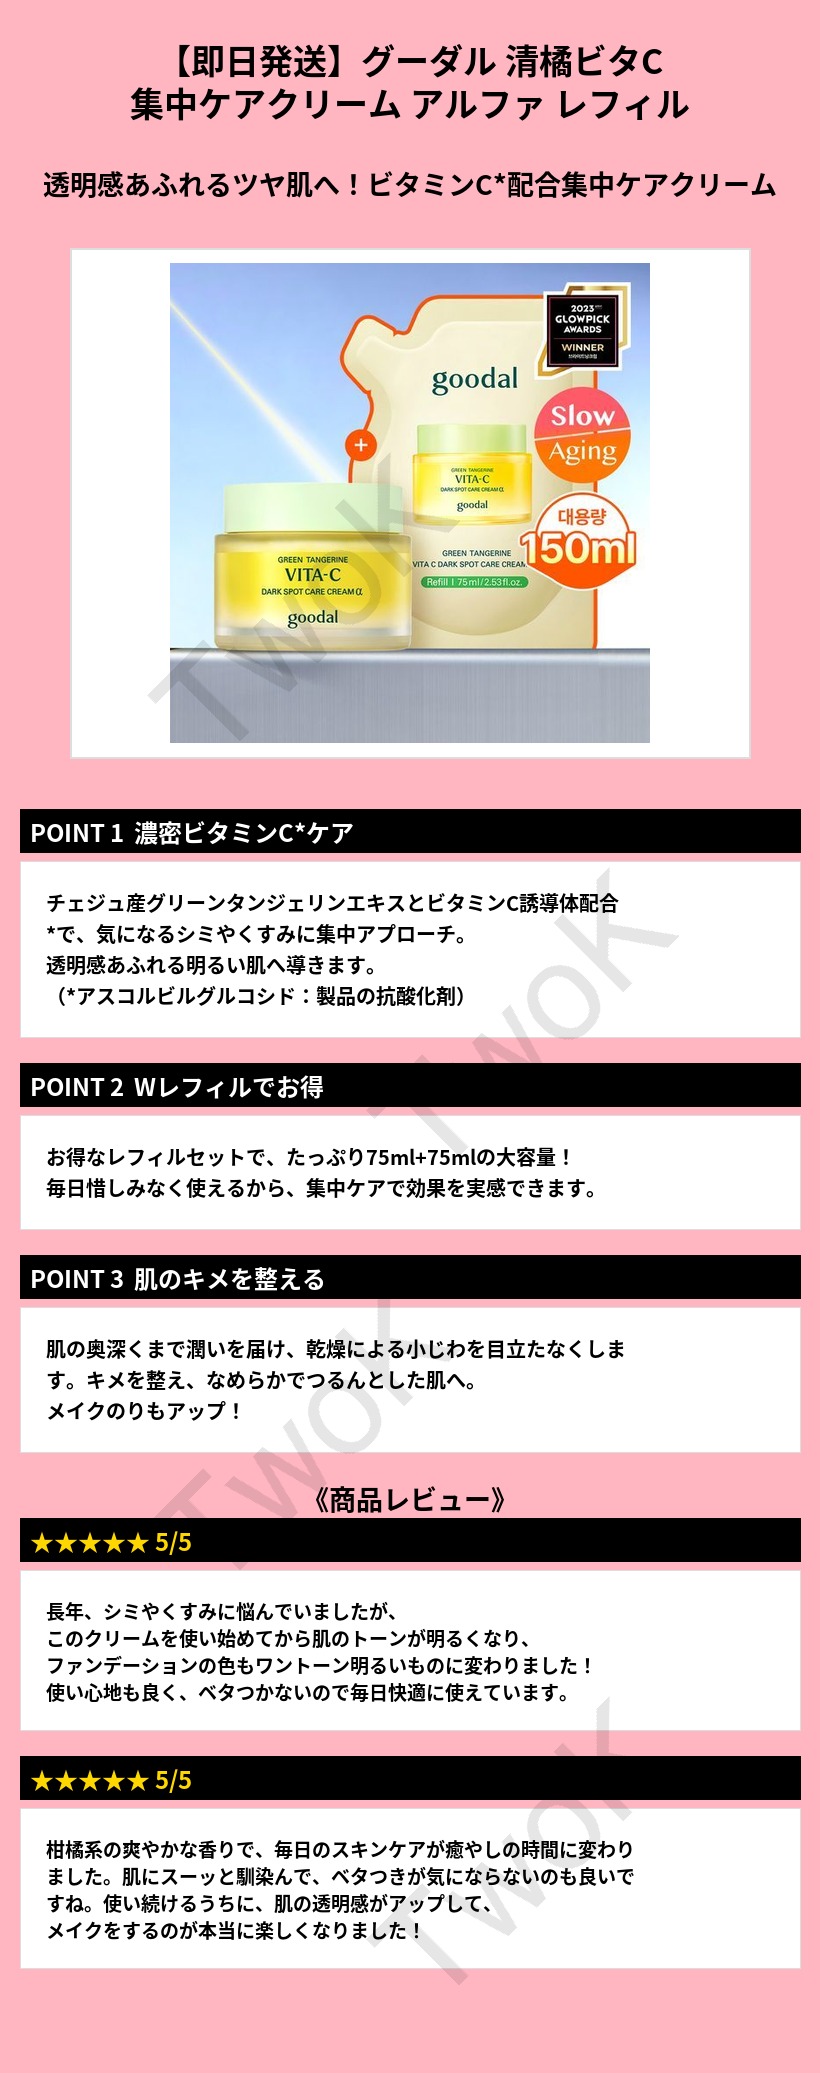 【即日発送】グーダル 清橘ビタC
集中ケアクリーム アルファ レフィル
透明感あふれるツヤ肌へ！ビタミンC*配合集中ケアクリーム
2023
GLOWPICK
AWARDS
WINNER
goodal
Slow
Aging
+
GREEN TANGERINE
VITA-C
DARK SPOT CARE CREAM α
goodal
대용량
150ml
GREEN TANGERINE
VITA C DARK SPOT CARE CREAM
Refill | 75ml/2.53fl.oz.
GREEN TANGERINE
VITA-C
DARK SPOT CARE CREAM α
goodal
TwoK
POINT 1 濃密ビタミンC*ケア
チェジュ産グリーンタンジェリンエキスとビタミンC誘導体配合
*で、気になるシミやくすみに集中アプローチ。
透明感あふれる明るい肌へ導きます。
（*アスコルビルグルコシド：製品の抗酸化剤）
TwoK
POINT 2 Wレフィルでお得
お得なレフィルセットで、たっぷり75ml+75mlの大容量！
毎日惜しみなく使えるから、集中ケアで効果を実感できます。
POINT 3 肌のキメを整える
肌の奥深くまで潤いを届け、乾燥による小じわを目立たなくしま
す。キメを整え、なめらかでつるんとした肌へ。
メイクのりもアップ！
TwoK
《商品レビュー》
★★★★★ 5/5
長年、シミやくすみに悩んでいましたが、
このクリームを使い始めてから肌のトーンが明るくなり、
ファンデーションの色もワントーン明るいものに変わりました！
使い心地も良く、ベタつかないので毎日快適に使えています。
★★★★★ 5/5
柑橘系の爽やかな香りで、毎日のスキンケアが癒やしの時間に変わり
ました。肌にスーッと馴染んで、ベタつきが気にならないのも良いで
すね。使い続けるうちに、肌の透明感がアップして、
メイクをするのが本当に楽しくなりました！
TwoK